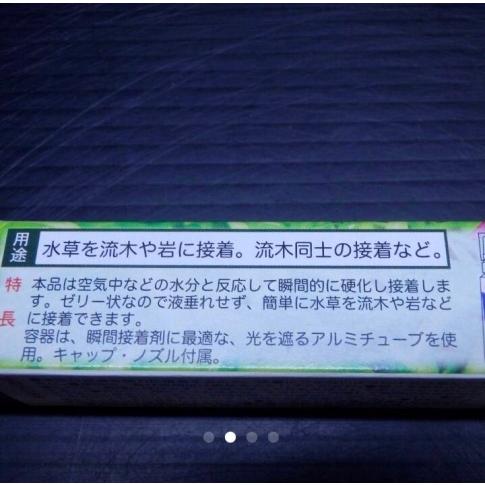 用途
水草を流木や岩に接着。流木同士の接着など。
特長
本品は空気中などの水分と反応して瞬間的に硬化し接着しま
す。ゼリー状なので液垂れせず、簡単に水草を流木や岩など
に接着できます。
容器は、瞬間接着剤に最適な、光を遮るアルミチューブを使
用。キャップ・ノズル付属。